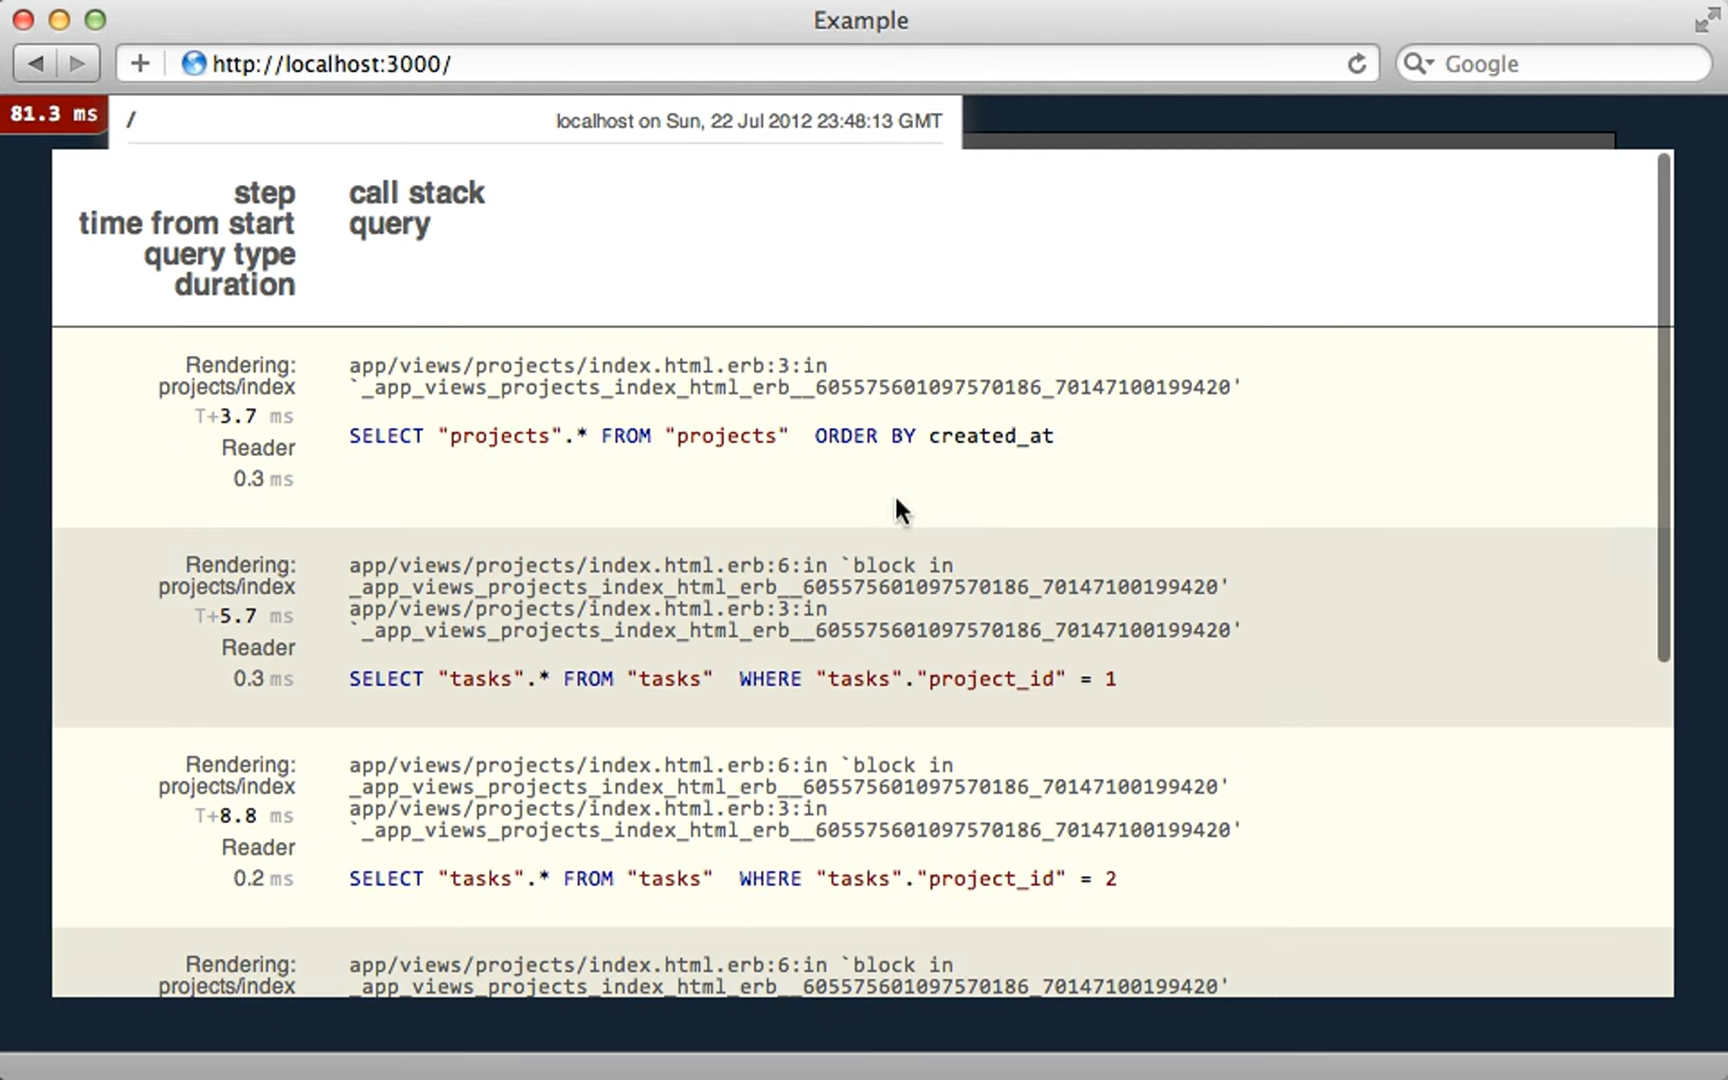 Example
http://localhost:3000/
Google
81.3 ms
/
localhost on Sun, 22 Jul 2012 23:48:13 GMT
step
time from start
query type
duration
call stack
query
Rendering:
projects/index
T+3.7 ms
Reader
0.3 ms
app/views/projects/index.html.erb:3:in
`_app_views_projects_index_html_erb__605575601097570186_70147100199420'
SELECT "projects".* FROM "projects"  ORDER BY created_at
Rendering:
projects/index
T+5.7 ms
Reader
0.3 ms
app/views/projects/index.html.erb:6:in `block in
_app_views_projects_index_html_erb__605575601097570186_70147100199420'
app/views/projects/index.html.erb:3:in
`_app_views_projects_index_html_erb__605575601097570186_70147100199420'
SELECT "tasks".* FROM "tasks"  WHERE "tasks"."project_id" = 1
Rendering:
projects/index
T+8.8 ms
Reader
0.2 ms
app/views/projects/index.html.erb:6:in `block in
_app_views_projects_index_html_erb__605575601097570186_70147100199420'
app/views/projects/index.html.erb:3:in
`_app_views_projects_index_html_erb__605575601097570186_70147100199420'
SELECT "tasks".* FROM "tasks"  WHERE "tasks"."project_id" = 2
Rendering:
projects/index
app/views/projects/index.html.erb:6:in `block in
_app_views_projects_index_html_erb__605575601097570186_70147100199420'